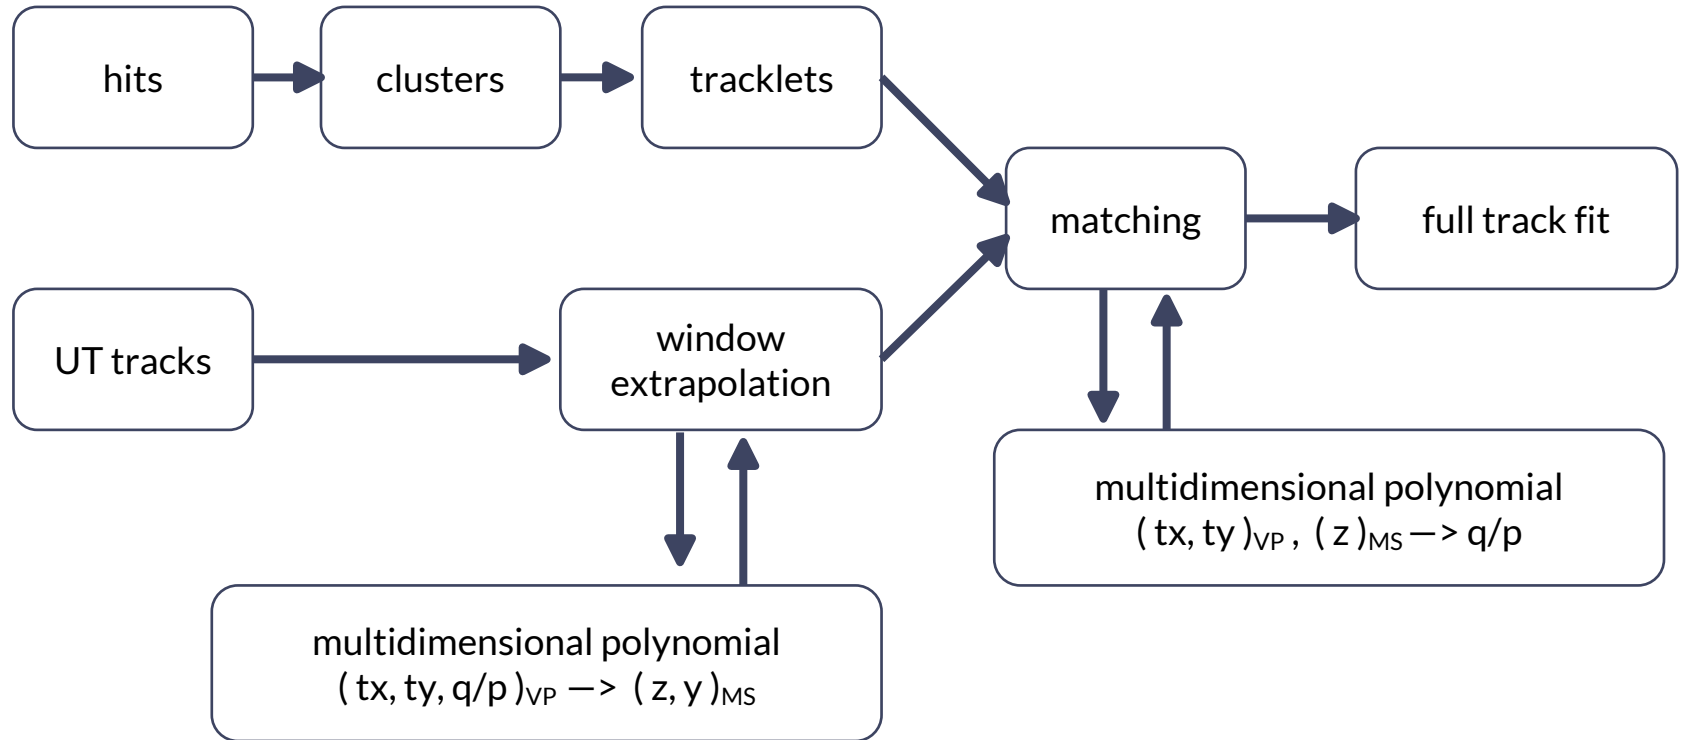 hits
clusters
tracklets
matching
full track fit
UT tracks
window
extrapolation
multidimensional polynomial
( tx, ty )VP , ( z )MS —> q/p
multidimensional polynomial
( tx, ty, q/p )VP —> ( z, y )MS